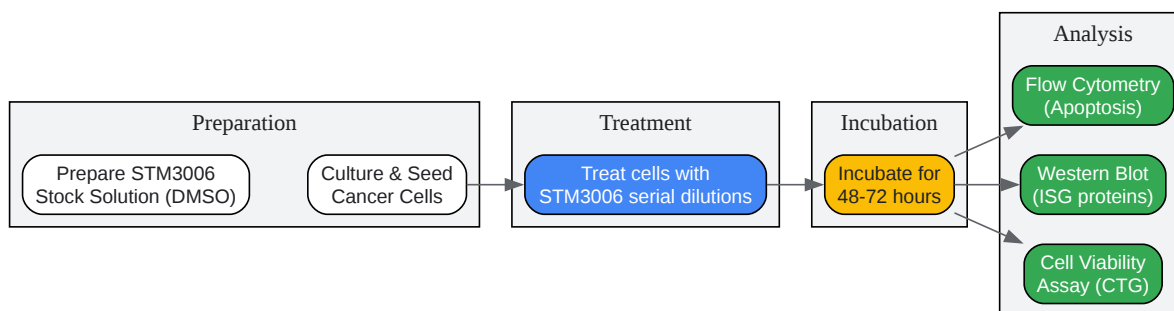 Preparation
Prepare STM3006
Stock Solution (DMSO)
Culture & Seed
Cancer Cells
Treatment
Treat cells with
STM3006 serial dilutions
Incubation
Incubate for
48-72 hours
Analysis
Flow Cytometry
(Apoptosis)
Western Blot
(ISG proteins)
Cell Viability
Assay (CTG)